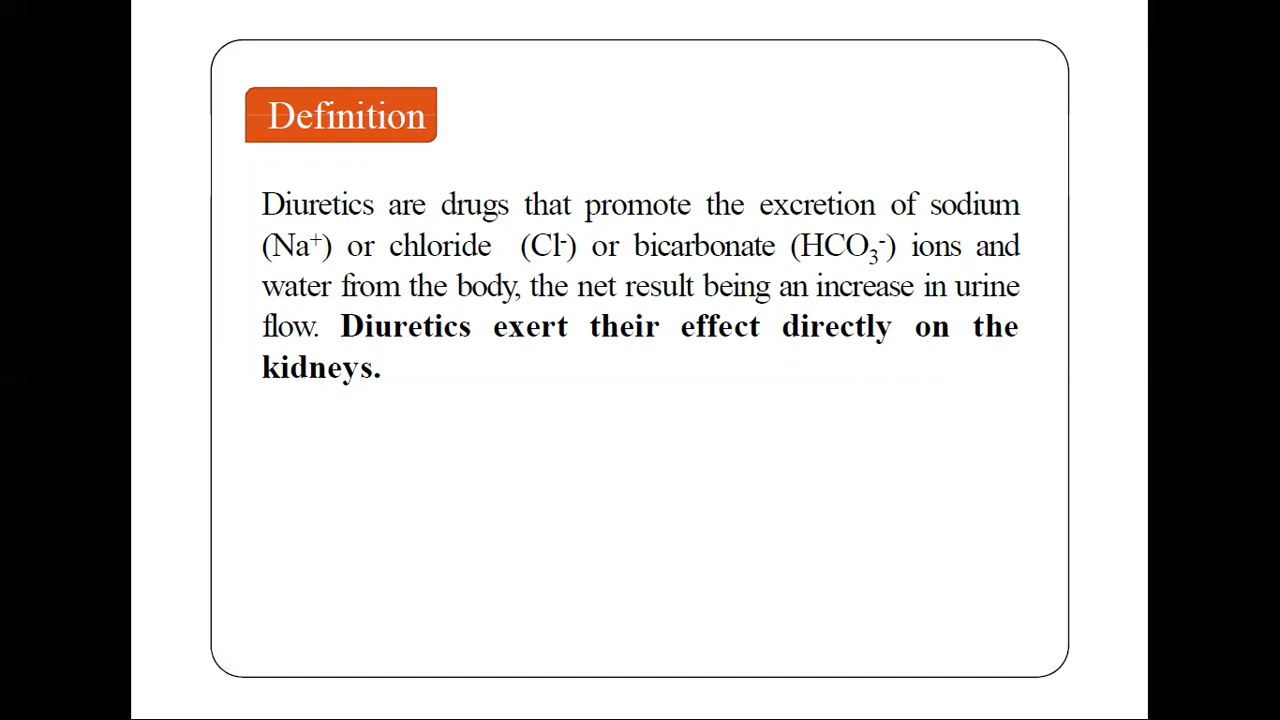 Definition
Diuretics are drugs that promote the excretion of sodium
(Na⁺) or chloride (Cl⁻) or bicarbonate (HCO₃⁻) ions and
water from the body, the net result being an increase in urine
flow. Diuretics exert their effect directly on the
kidneys.